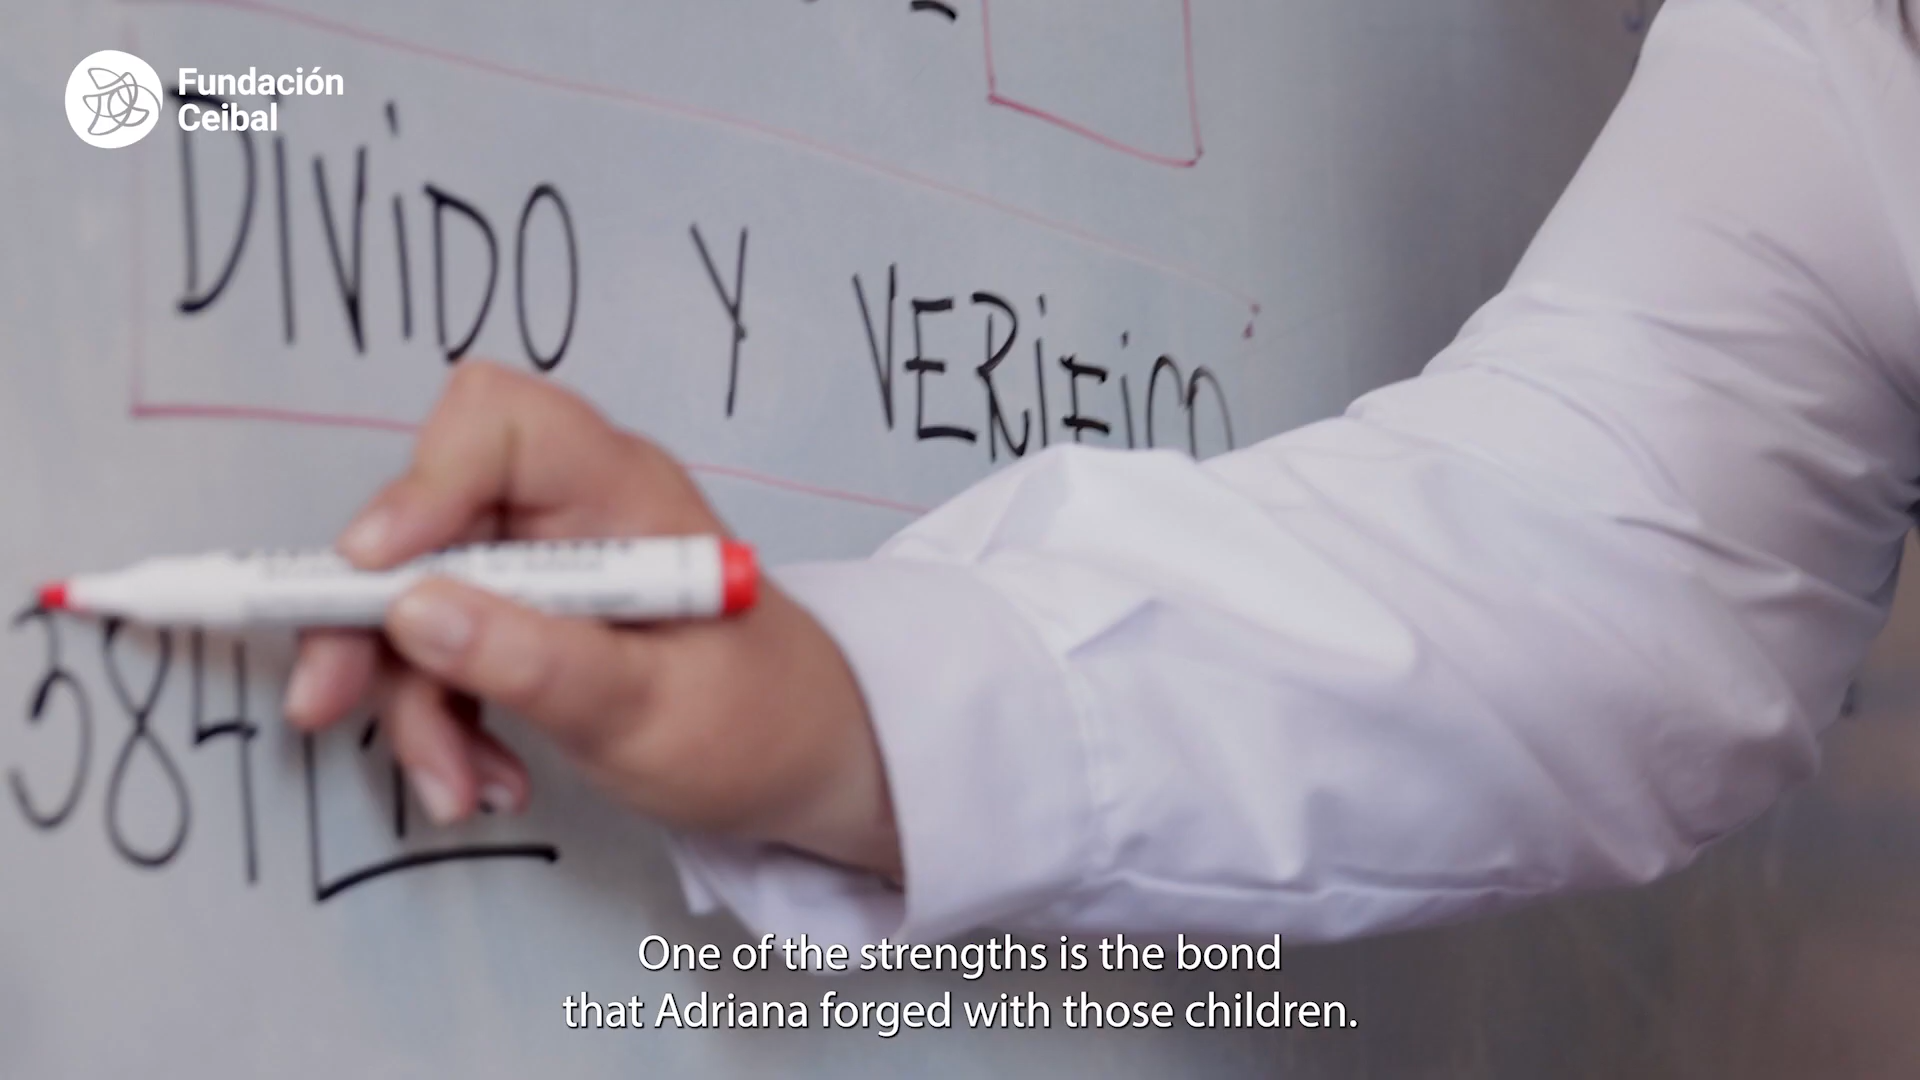 Fundación
Ceibal
DIVIDO Y VERIFICO
384
One of the strengths is the bond
that Adriana forged with those children.